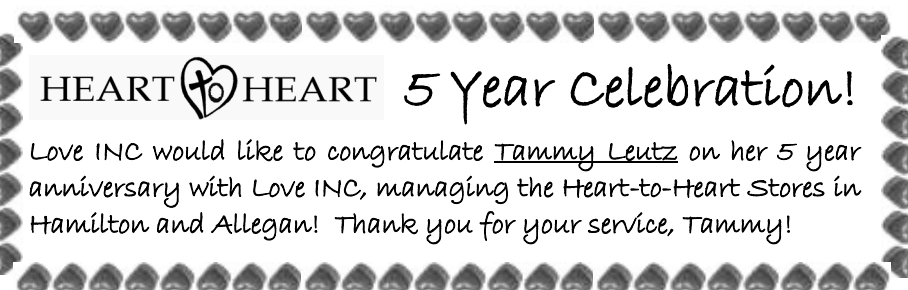 HEART to HEART 5 Year Celebration!
Love INC would like to congratulate Tammy Leutz on her 5 year
anniversary with Love INC, managing the Heart-to-Heart Stores in
Hamilton and Allegan! Thank you for your service, Tammy!